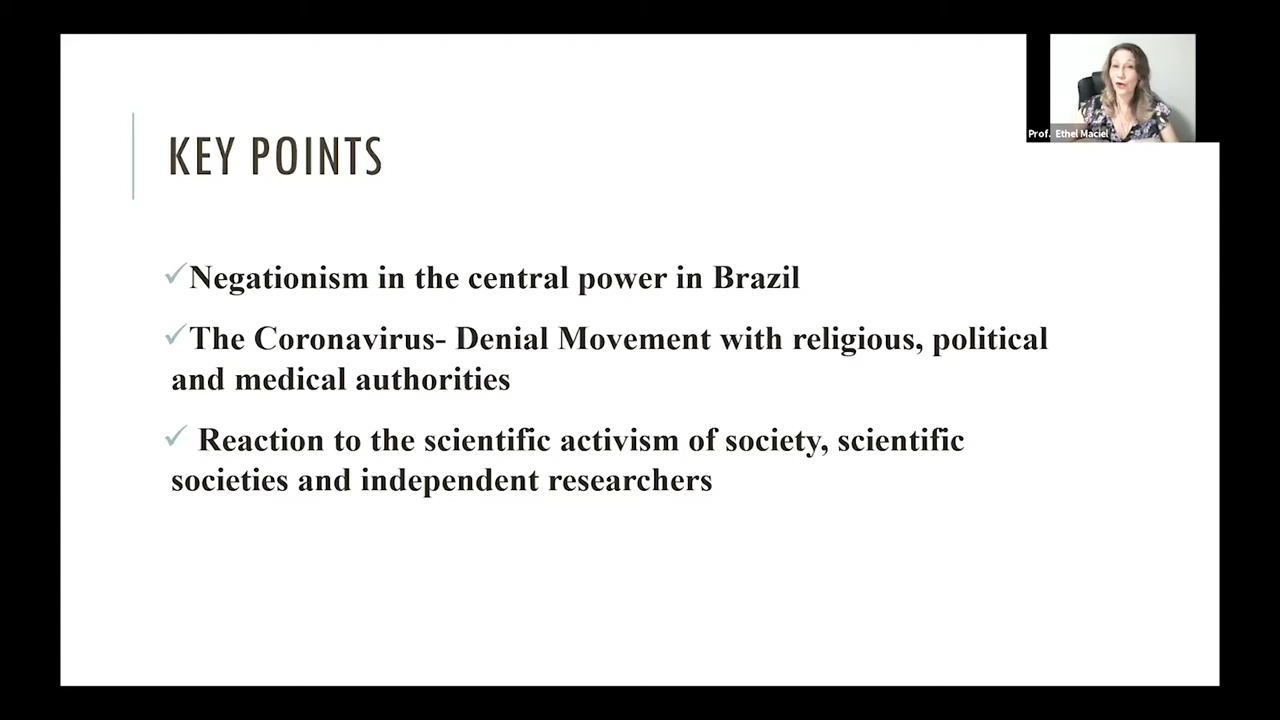 Prof. Ethel Maciel
KEY POINTS
✓Negationism in the central power in Brazil
✓The Coronavirus- Denial Movement with religious, political
and medical authorities
✓ Reaction to the scientific activism of society, scientific
societies and independent researchers